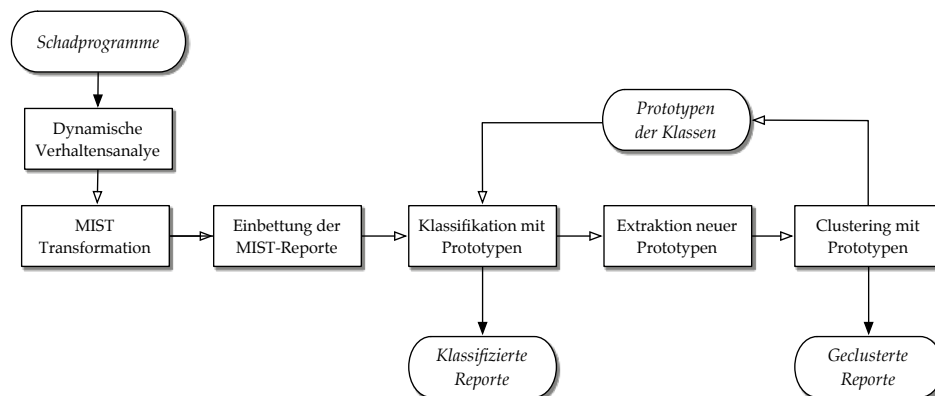 Schadprogramme
Dynamische
Verhaltensanalye
Prototypen
der Klassen
MIST
Transformation
Einbettung der
MIST-Reporte
Klassifikation mit
Prototypen
Extraktion neuer
Prototypen
Clustering mit
Prototypen
Klassifizierte
Reporte
Geclusterte
Reporte